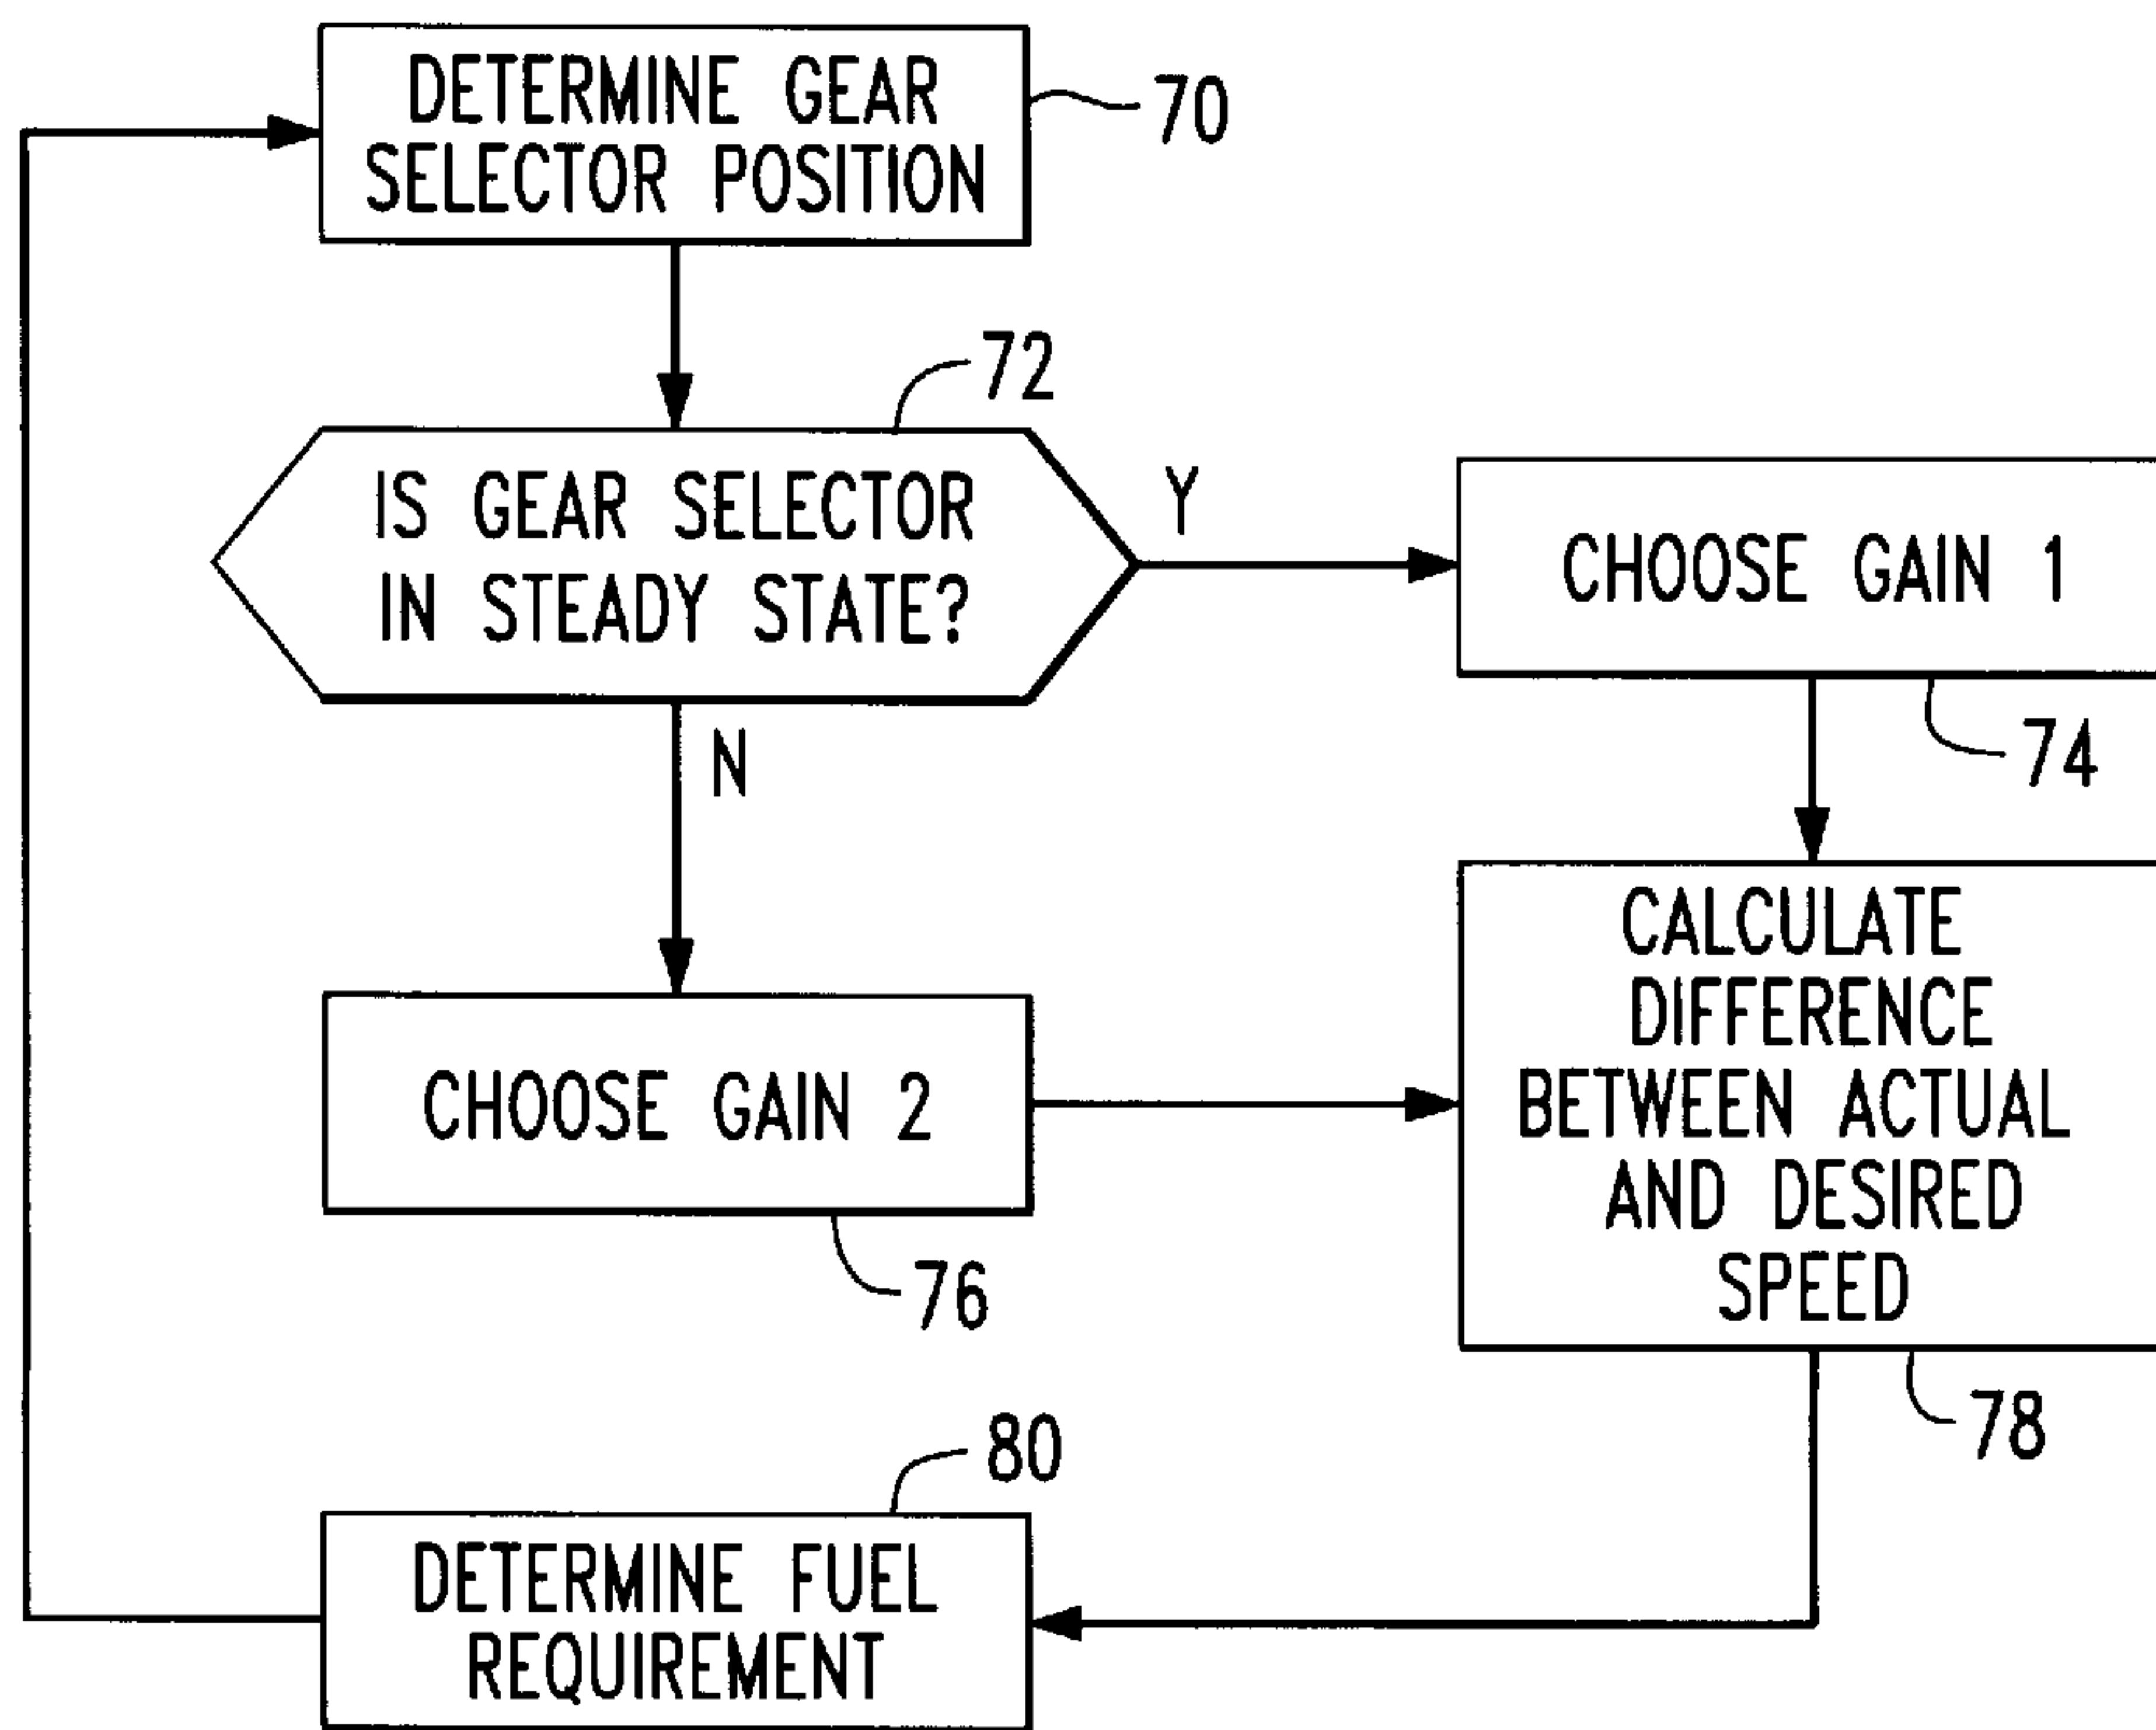 DETERMINE GEAR
SELECTOR POSITION
70
72
IS GEAR SELECTOR
IN STEADY STATE?
Y
CHOOSE GAIN 1
74
N
CHOOSE GAIN 2
76
CALCULATE
DIFFERENCE
BETWEEN ACTUAL
AND DESIRED
SPEED
78
80
DETERMINE FUEL
REQUIREMENT